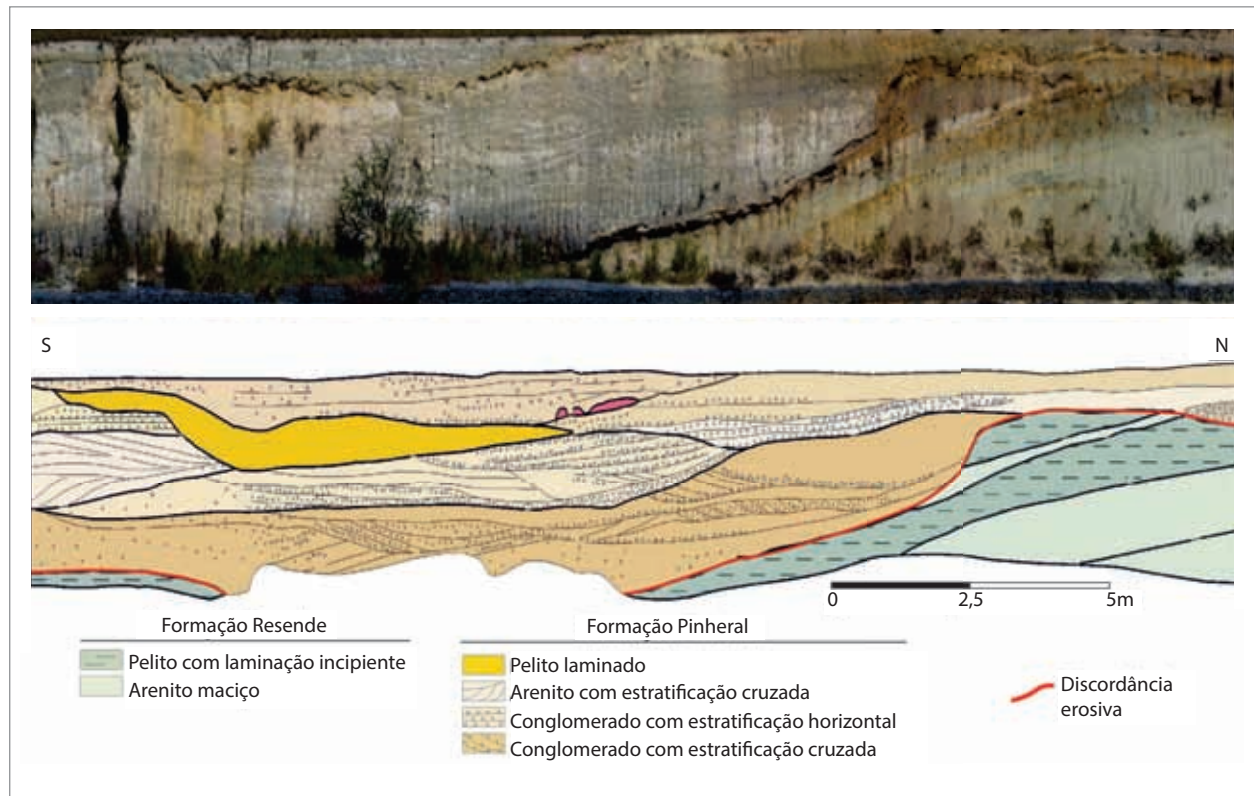 S
N
0
2,5
5m
Formação Resende
Pelito com laminação incipiente
Arenito maciço
Formação Pinheral
Pelito laminado
Arenito com estratificação cruzada
Conglomerado com estratificação horizontal
Conglomerado com estratificação cruzada
Discordância
erosiva